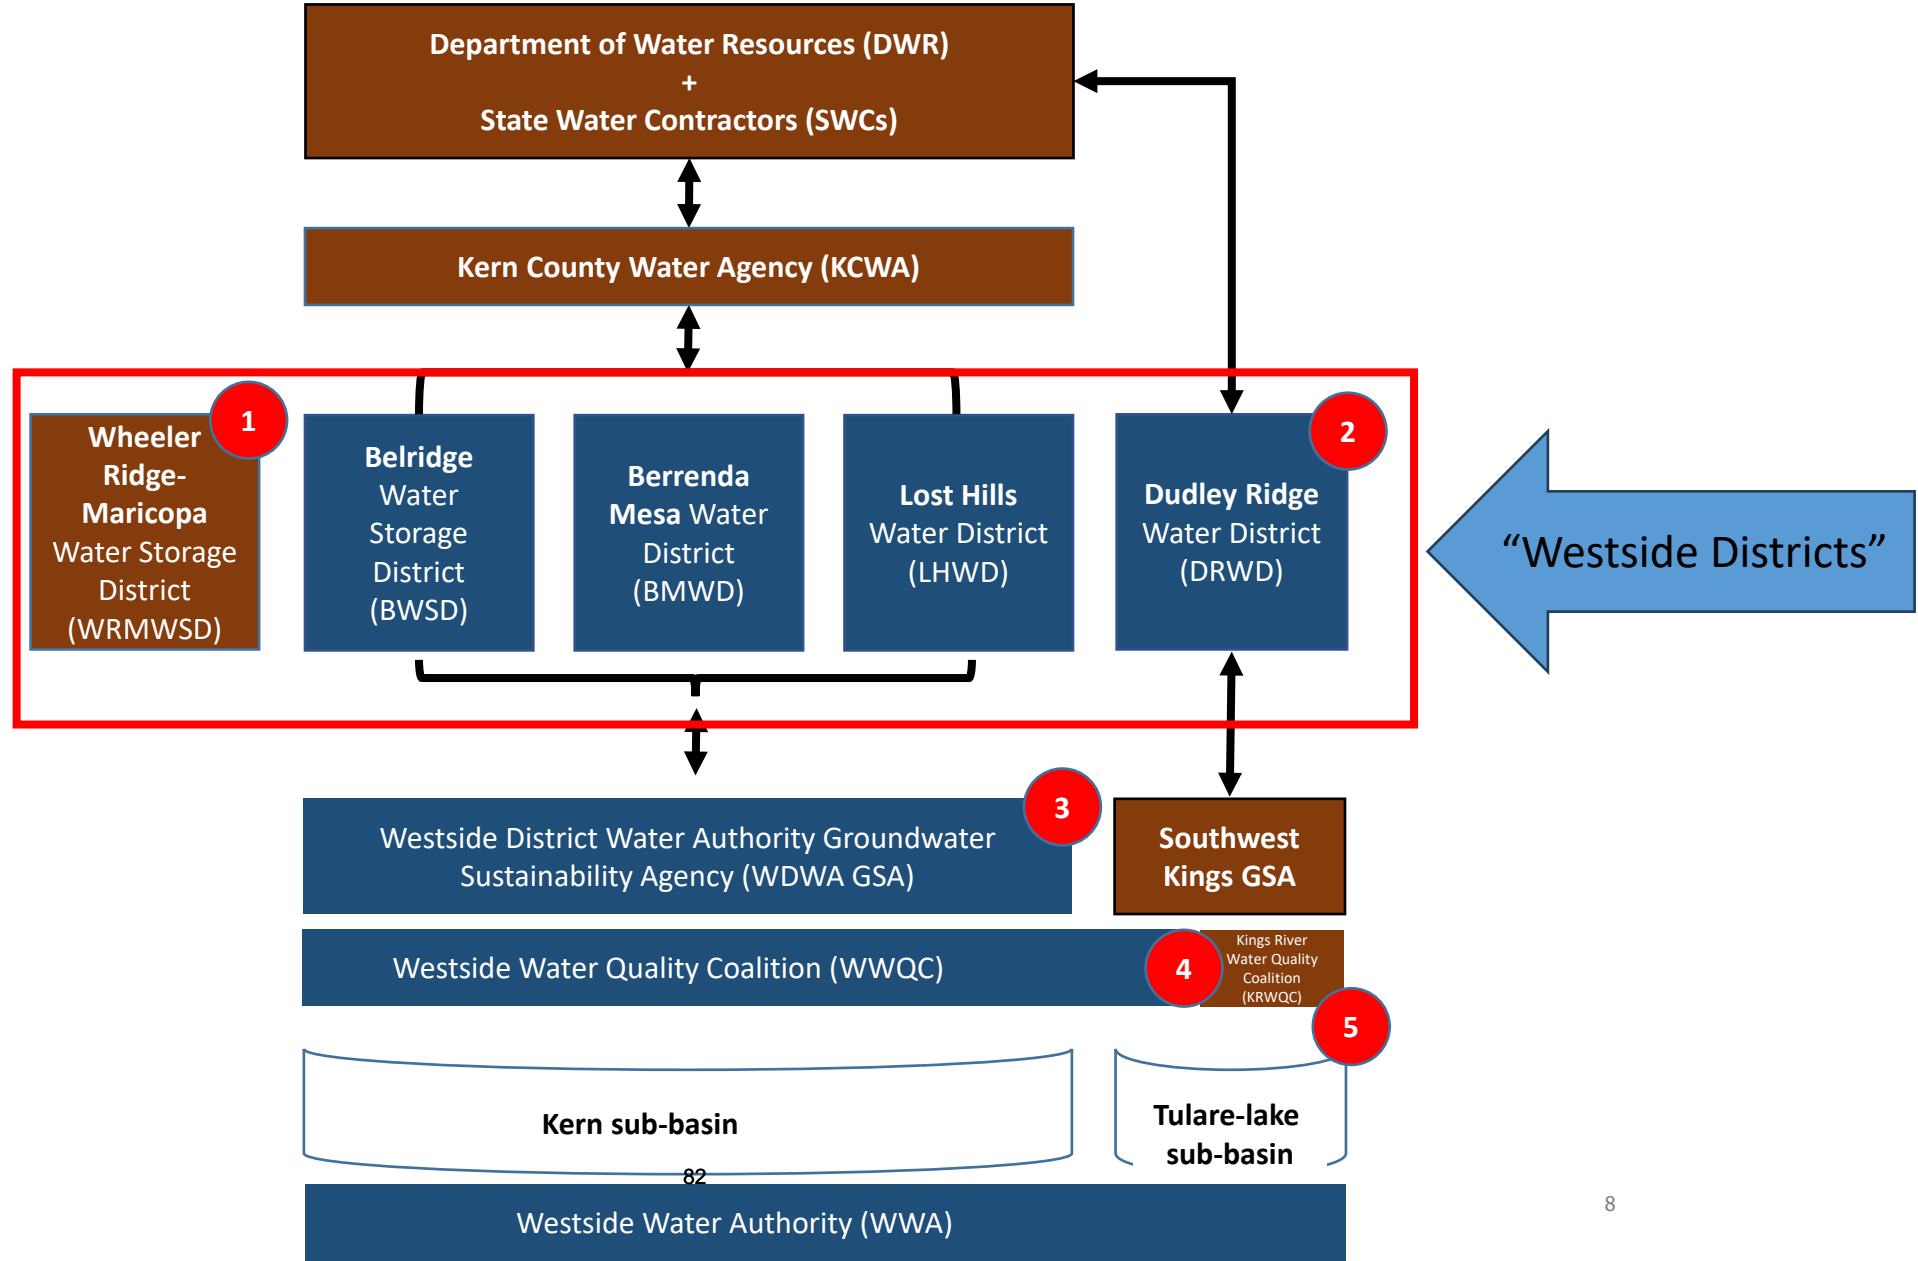 Department of Water Resources (DWR)
+
State Water Contractors (SWCs)
Kern County Water Agency (KCWA)
1
Wheeler
Ridge-
Maricopa
Water Storage
District
(WRMWSD)
Belridge
Water
Storage
District
(BWSD)
Berrenda
Mesa Water
District
(BMWD)
Lost Hills
Water District
(LHWD)
2
Dudley Ridge
Water District
(DRWD)
“Westside Districts”
3
Westside District Water Authority Groundwater
Sustainability Agency (WDWA GSA)
Southwest
Kings GSA
Westside Water Quality Coalition (WWQC)
4
Kings River
Water Quality
Coalition
(KRWQC)
5
Kern sub-basin
Tulare-lake
sub-basin
82
Westside Water Authority (WWA)
8